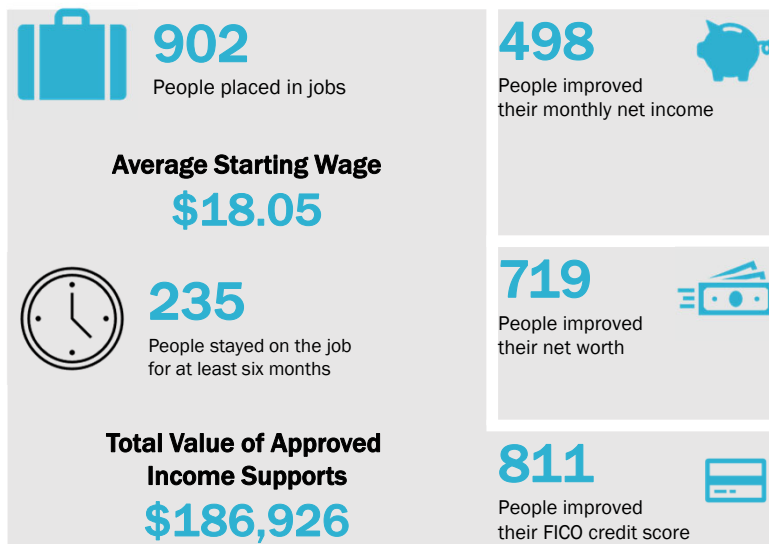 902
People placed in jobs
Average Starting Wage
$18.05
235
People stayed on the job
for at least six months
Total Value of Approved
Income Supports
$186,926
498
People improved
their monthly net income
719
People improved
their net worth
811
People improved
their FICO credit score